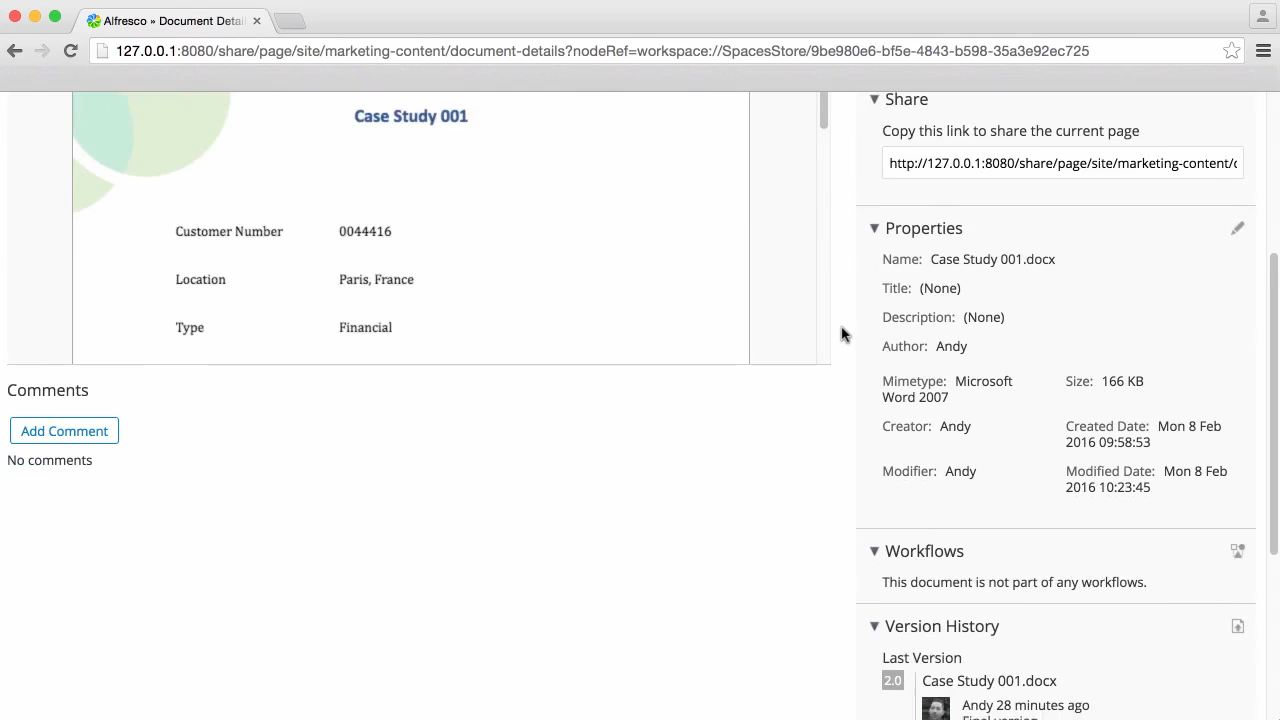 Alfresco » Document Detai
127.0.0.1:8080/share/page/site/marketing-content/document-details?nodeRef=workspace://SpacesStore/9be980e6-bf5e-4843-b598-35a3e92ec725
Case Study 001
Customer Number 0044416
Location Paris, France
Type Financial
Comments
Add Comment
No comments
Share
Copy this link to share the current page
http://127.0.0.1:8080/share/page/site/marketing-content/
Properties
Name: Case Study 001.docx
Title: (None)
Description: (None)
Author: Andy
Mimetype: Microsoft
Word 2007
Size: 166 KB
Creator: Andy
Created Date: Mon 8 Feb
2016 09:58:53
Modifier: Andy
Modified Date: Mon 8 Feb
2016 10:23:45
Workflows
This document is not part of any workflows.
Version History
Last Version
2.0 Case Study 001.docx
Andy 28 minutes ago
Final version